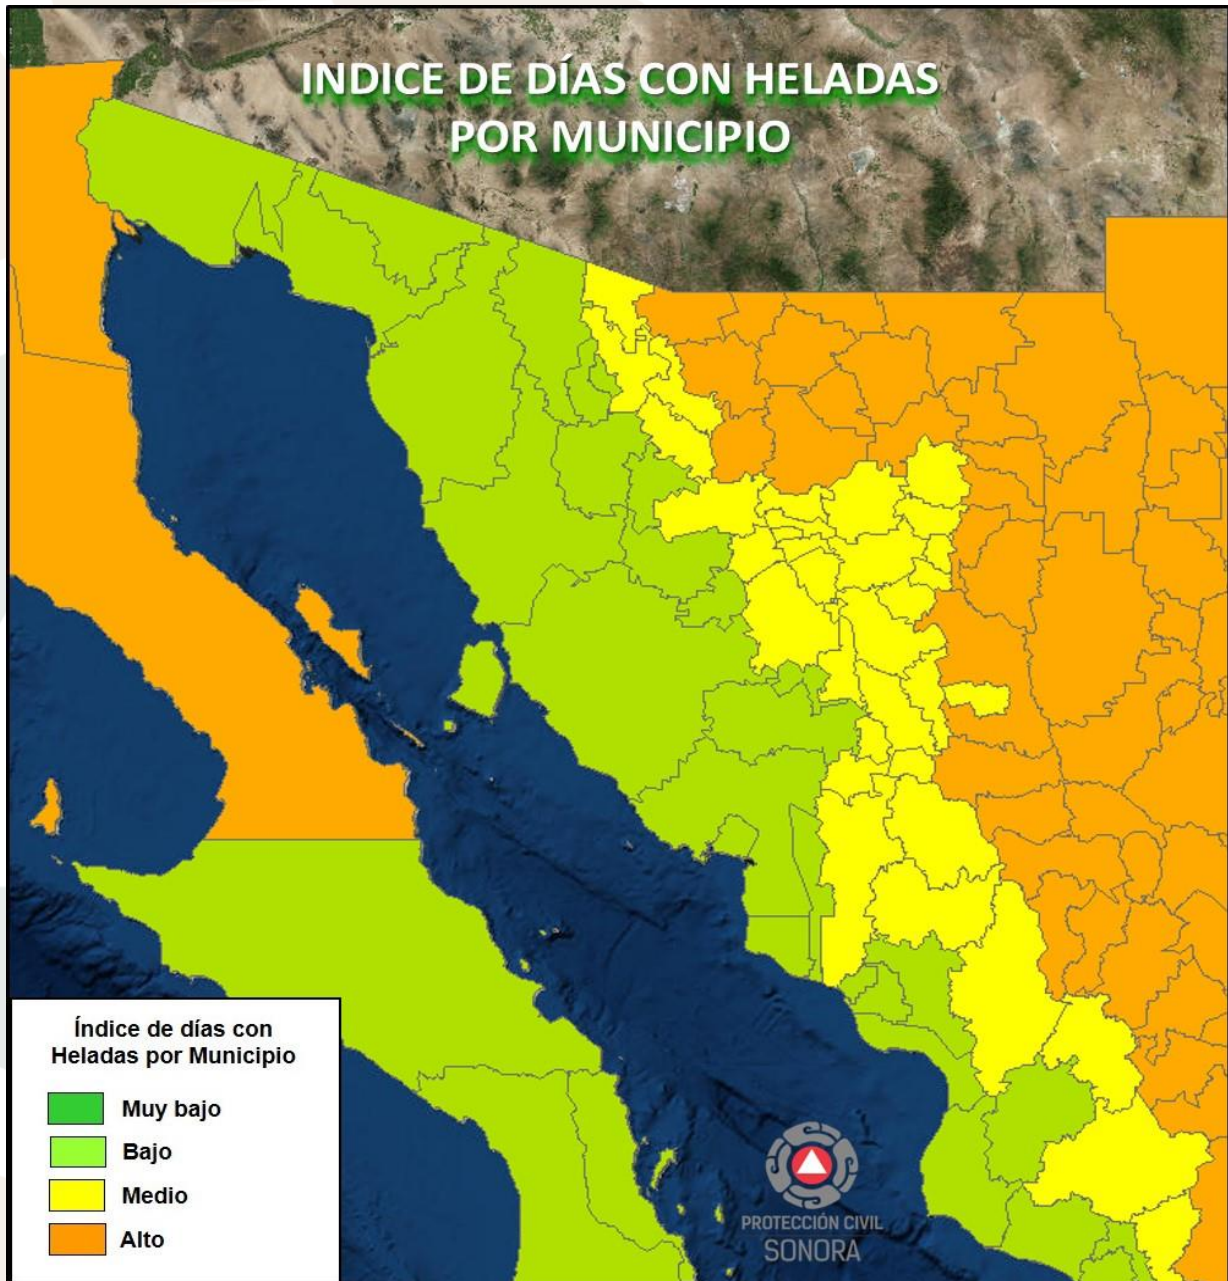 INDICE DE DÍAS CON HELADAS
POR MUNICIPIO
Índice de días con
Heladas por Municipio
Muy bajo
Bajo
Medio
Alto
PROTECCIÓN CIVIL
SONORA